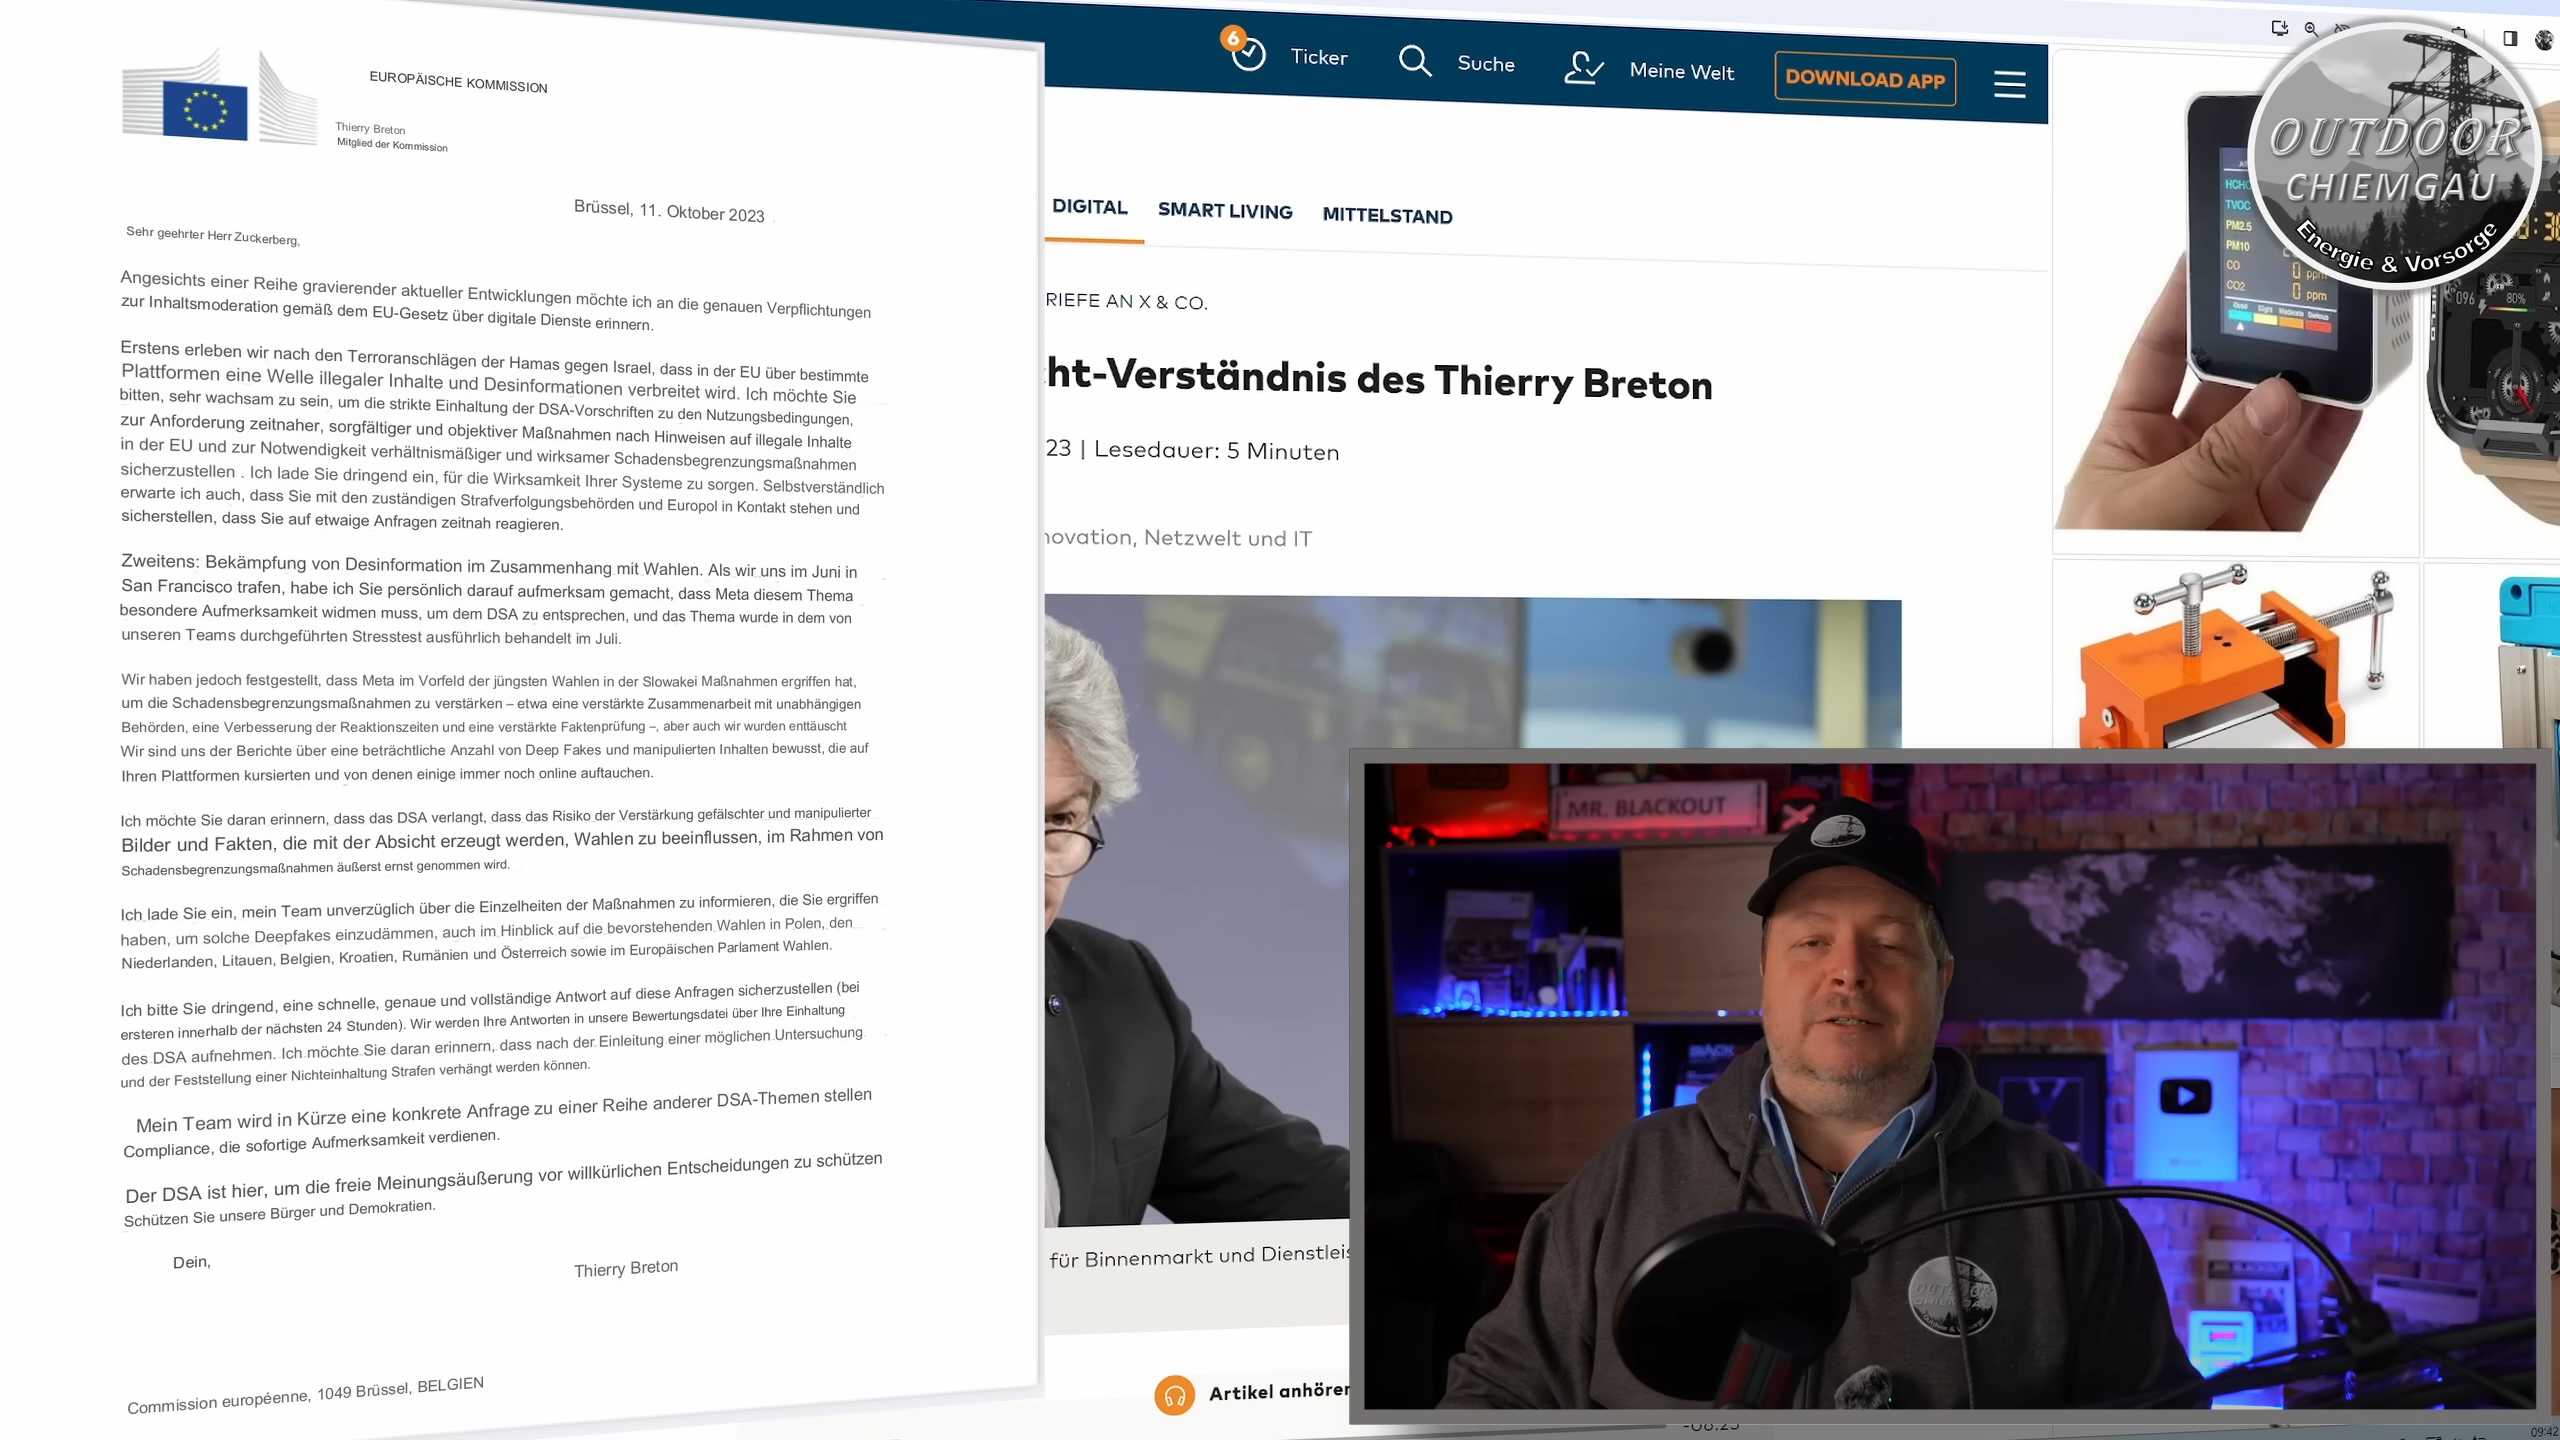 EUROPÄISCHE KOMMISSION
Thierry Breton
Mitglied der Kommission
Brüssel, 11. Oktober 2023
Sehr geehrter Herr Zuckerberg,
Angesichts einer Reihe gravierender aktueller Entwicklungen möchte ich an die genauen Verpflichtungen
zur Inhaltsmoderation gemäß dem EU-Gesetz über digitale Dienste erinnern.
Erstens erleben wir nach den Terroranschlägen der Hamas gegen Israel, dass in der EU über bestimmte
Plattformen eine Welle illegaler Inhalte und Desinformationen verbreitet wird. Ich möchte Sie
bitten, sehr wachsam zu sein, um die strikte Einhaltung der DSA-Vorschriften zu den Nutzungsbedingungen,
zur Anforderung zeitnaher, sorgfältiger und objektiver Maßnahmen nach Hinweisen auf illegale Inhalte
in der EU und zur Notwendigkeit verhältnismäßiger und wirksamer Schadensbegrenzungsmaßnahmen
sicherzustellen . Ich lade Sie dringend ein, für die Wirksamkeit Ihrer Systeme zu sorgen. Selbstverständlich
erwarte ich auch, dass Sie mit den zuständigen Strafverfolgungsbehörden und Europol in Kontakt stehen und
sicherstellen, dass Sie auf etwaige Anfragen zeitnah reagieren.
Zweitens: Bekämpfung von Desinformation im Zusammenhang mit Wahlen. Als wir uns im Juni in
San Francisco trafen, habe ich Sie persönlich darauf aufmerksam gemacht, dass Meta diesem Thema
besondere Aufmerksamkeit widmen muss, um dem DSA zu entsprechen, und das Thema wurde in dem von
unseren Teams durchgeführten Stresstest ausführlich behandelt im Juli.
Wir haben jedoch festgestellt, dass Meta im Vorfeld der jüngsten Wahlen in der Slowakei Maßnahmen ergriffen hat,
um die Schadensbegrenzungsmaßnahmen zu verstärken – etwa eine verstärkte Zusammenarbeit mit unabhängigen
Behörden, eine Verbesserung der Reaktionszeiten und eine verstärkte Faktenprüfung –, aber auch wir wurden enttäuscht
Wir sind uns der Berichte über eine beträchtliche Anzahl von Deep Fakes und manipulierten Inhalten bewusst, die auf
Ihren Plattformen kursierten und von denen einige immer noch online auftauchen.
Ich möchte Sie daran erinnern, dass das DSA verlangt, dass das Risiko der Verstärkung gefälschter und manipulierter
Bilder und Fakten, die mit der Absicht erzeugt werden, Wahlen zu beeinflussen, im Rahmen von
Schadensbegrenzungsmaßnahmen äußerst ernst genommen wird.
Ich lade Sie ein, mein Team unverzüglich über die Einzelheiten der Maßnahmen zu informieren, die Sie ergriffen
haben, um solche Deepfakes einzudämmen, auch im Hinblick auf die bevorstehenden Wahlen in Polen, den
Niederlanden, Litauen, Belgien, Kroatien, Rumänien und Österreich sowie im Europäischen Parlament Wahlen.
Ich bitte Sie dringend, eine schnelle, genaue und vollständige Antwort auf diese Anfragen sicherzustellen (bei
ersteren innerhalb der nächsten 24 Stunden). Wir werden Ihre Antworten in unsere Bewertungsdatei über Ihre Einhaltung
des DSA aufnehmen. Ich möchte Sie daran erinnern, dass nach der Einleitung einer möglichen Untersuchung
und der Feststellung einer Nichteinhaltung Strafen verhängt werden können.
Mein Team wird in Kürze eine konkrete Anfrage zu einer Reihe anderer DSA-Themen stellen
Compliance, die sofortige Aufmerksamkeit verdienen.
Der DSA ist hier, um die freie Meinungsäußerung vor willkürlichen Entscheidungen zu schützen
Schützen Sie unsere Bürger und Demokratien.
Dein,
Thierry Breton
Commission européenne, 1049 Brüssel, BELGIEN
6
Ticker
Suche
Meine Welt
DOWNLOAD APP
DIGITAL
SMART LIVING
MITTELSTAND
RIEFE AN X & CO.
ht-Verständnis des Thierry Breton
23 | Lesedauer: 5 Minuten
novation, Netzwelt und IT
für Binnenmarkt und Dienstleis
Artikel anhören
-06:25
OUTDOOR
CHIEMGAU
Energie & Vorsorge
HCHO
TVOC
PM2.5
PM10
CO
0 ppm
CO2
0 ppm
096
80%
MR. BLACKOUT
OUTDOOR
CHIEMGAU
Outdoor & Vorsorge
09:42